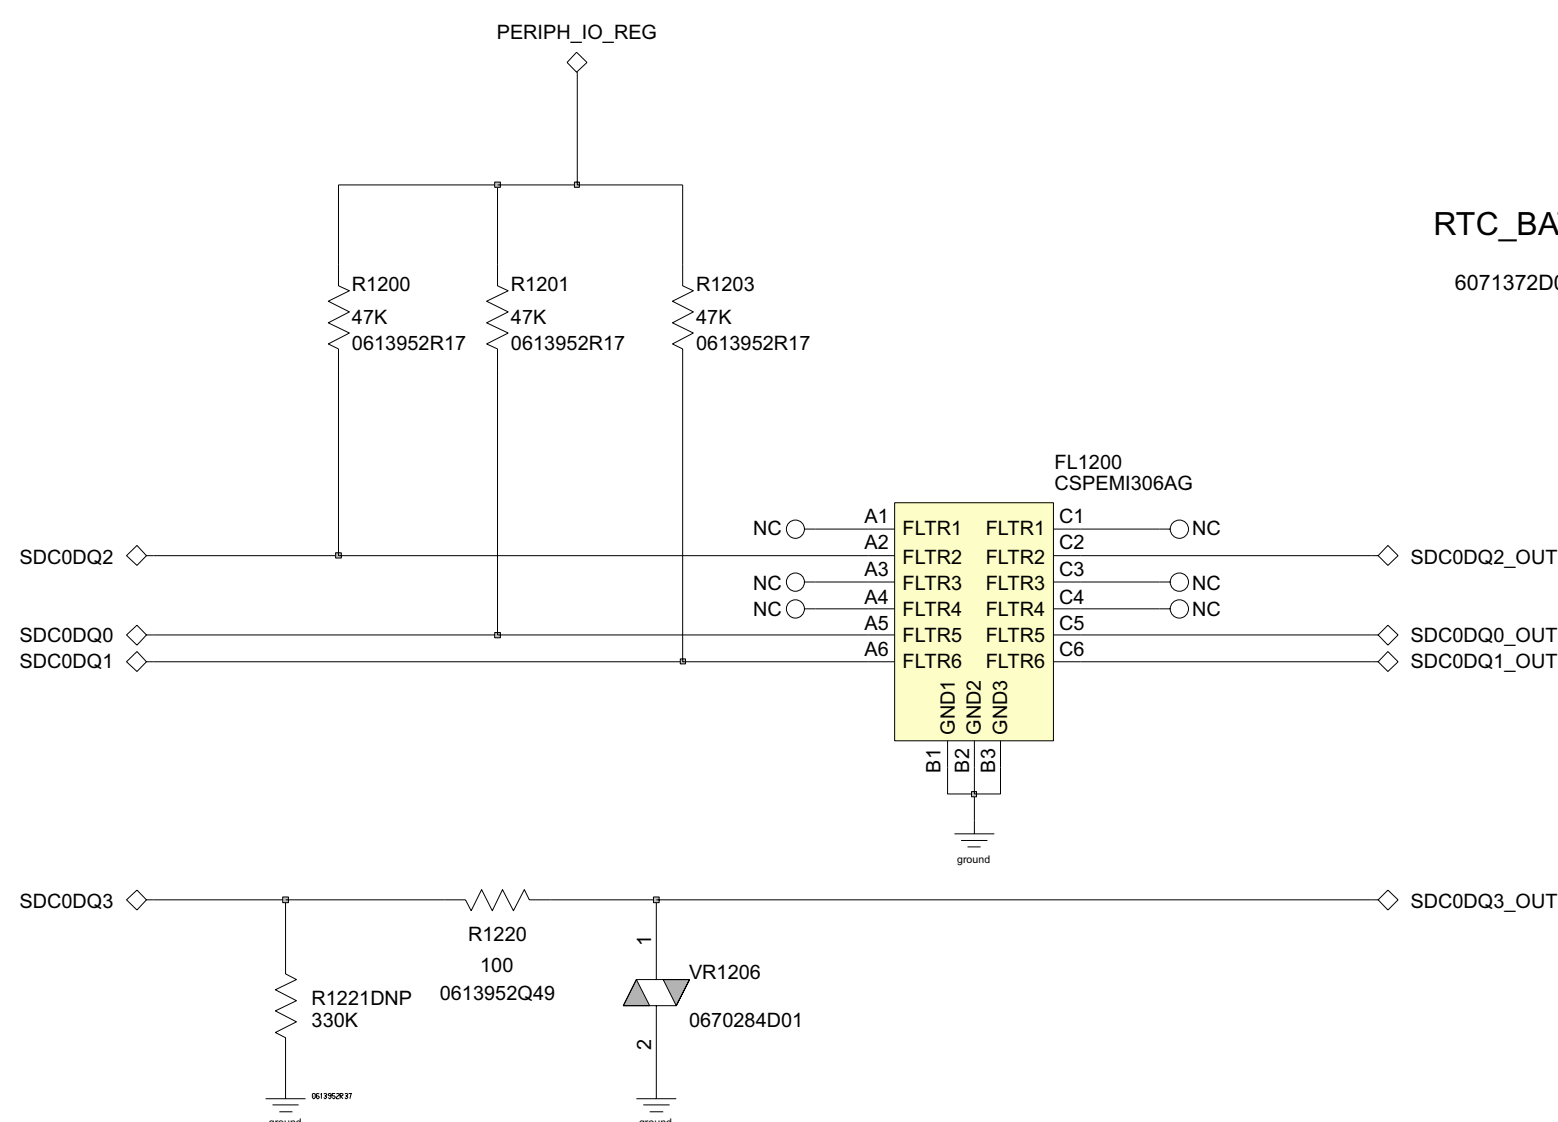 PERIPH_IO_REG
RTC_BA
6071372D0
R1200
47K
0613952R17
R1201
47K
0613952R17
R1203
47K
0613952R17
FL1200
CSPEMI306AG
NC
A1
FLTR1
FLTR1
C1
NC
SDC0DQ2
A2
FLTR2
FLTR2
C2
SDC0DQ2_OUT
NC
A3
FLTR3
FLTR3
C3
NC
NC
A4
FLTR4
FLTR4
C4
NC
SDC0DQ0
A5
FLTR5
FLTR5
C5
SDC0DQ0_OUT
SDC0DQ1
A6
FLTR6
FLTR6
C6
SDC0DQ1_OUT
GND1
GND2
GND3
B1
B2
B3
ground
SDC0DQ3
SDC0DQ3_OUT
R1220
100
0613952Q49
1
VR1206
0670284D01
2
R1221DNP
330K
0613952R37
ground
ground